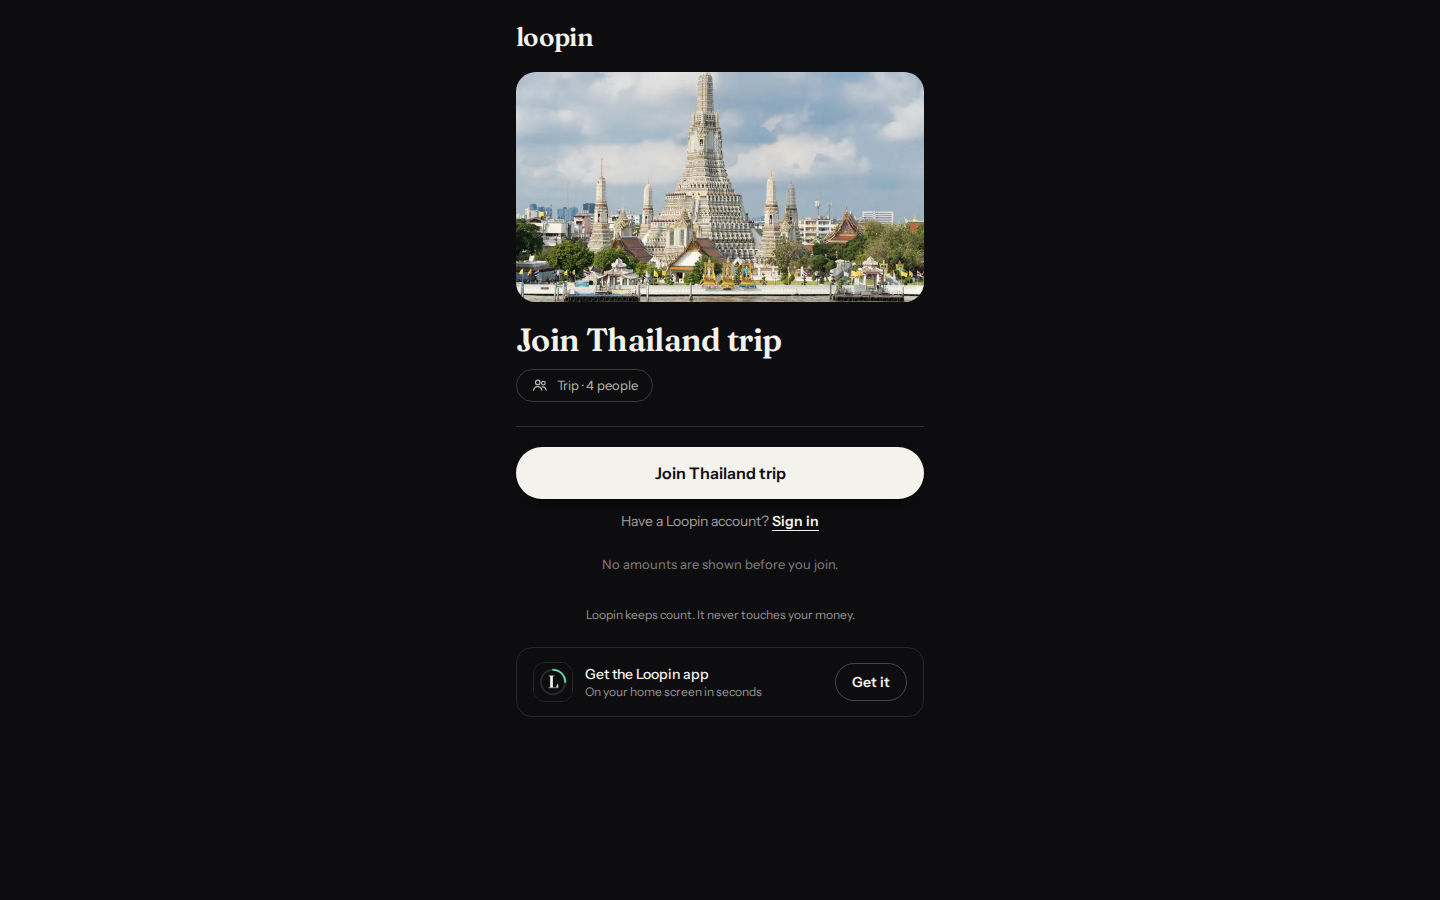 loopin
Join Thailand trip
Trip · 4 people
Join Thailand trip
Have a Loopin account? Sign in
No amounts are shown before you join.
Loopin keeps count. It never touches your money.
L
Get the Loopin app
On your home screen in seconds
Get it